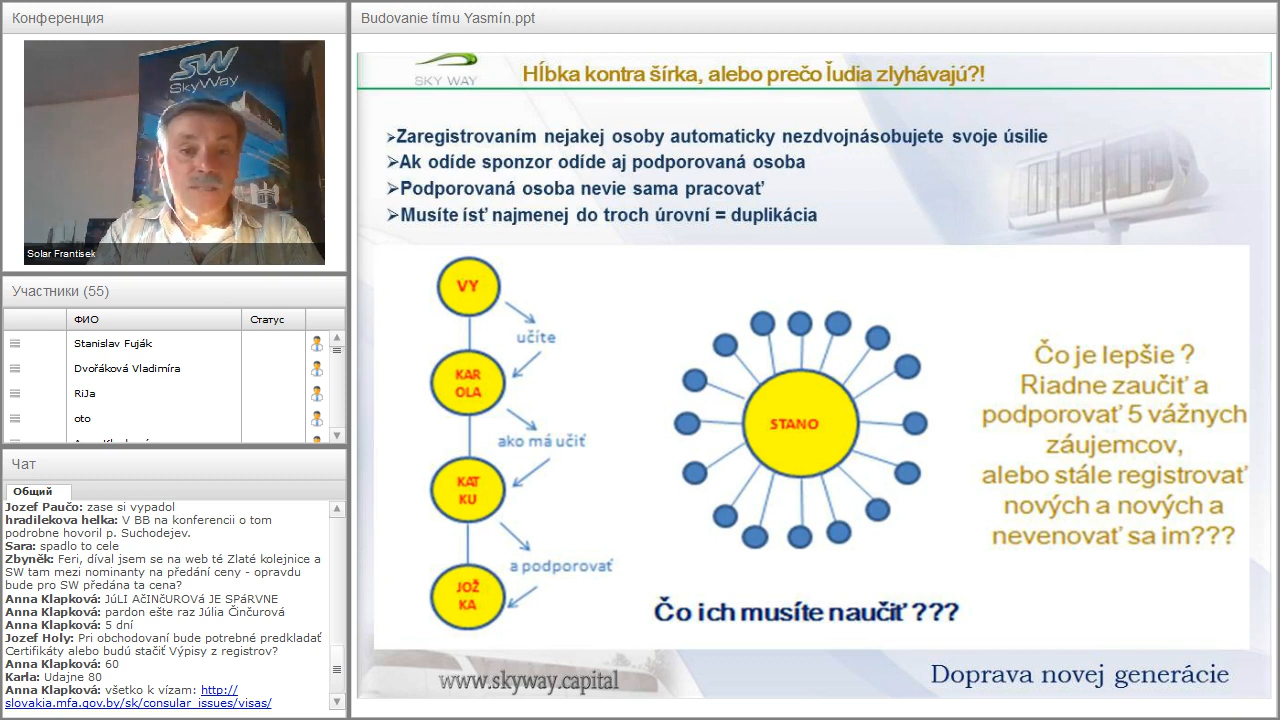 Конференция
SW
SkyWay
Solar Frantisek
Участники (55)
ФИО
Статус
Stanislav Fuják
Dvořáková Vladimíra
RiJa
oto
Чат
Общий
Jozef Paučo: zase si vypadol
hradilekova helka: V BB na konferencii o tom
podrobne hovoril p. Suchodejev.
Sara: spadlo to cele
Zbyněk: Feri, díval jsem se na web té Zlaté kolejnice a
SW tam mezi nominanty na předání ceny - opravdu
bude pro SW předána ta cena?
Anna Klapková: JúLI AčINčUROVá JE SPáRVNE
Anna Klapková: pardon ešte raz Júlia Činčurová
Anna Klapková: 5 dní
Jozef Holy: Pri obchodovaní bude potrebné predkladať
Certifikáty alebo budú stačiť Výpisy z registrov?
Anna Klapková: 60
Karla: Udajne 80
Anna Klapková: všetko k vízam: http://
slovakia.mfa.gov.by/sk/consular_issues/visas/
Budovanie tímu Yasmín.ppt
SKY WAY
Hĺbka kontra šírka, alebo prečo ľudia zlyhávajú?!
➢Zaregistrovaním nejakej osoby automaticky nezdvojnásobujete svoje úsilie
➢Ak odíde sponzor odíde aj podporovaná osoba
➢Podporovaná osoba nevie sama pracovať
➢Musíte ísť najmenej do troch úrovní = duplikácia
VY
učíte
KAR
OLA
ako má učiť
KAT
KU
a podporovať
JOŽ
KA
STANO
Čo je lepšie ?
Riadne zaučiť a
podporovať 5 vážnych
záujemcov,
alebo stále registrovať
nových a nových a
nevenovať sa im???
Čo ich musíte naučiť ???
www.skyway.capital
Doprava novej generácie